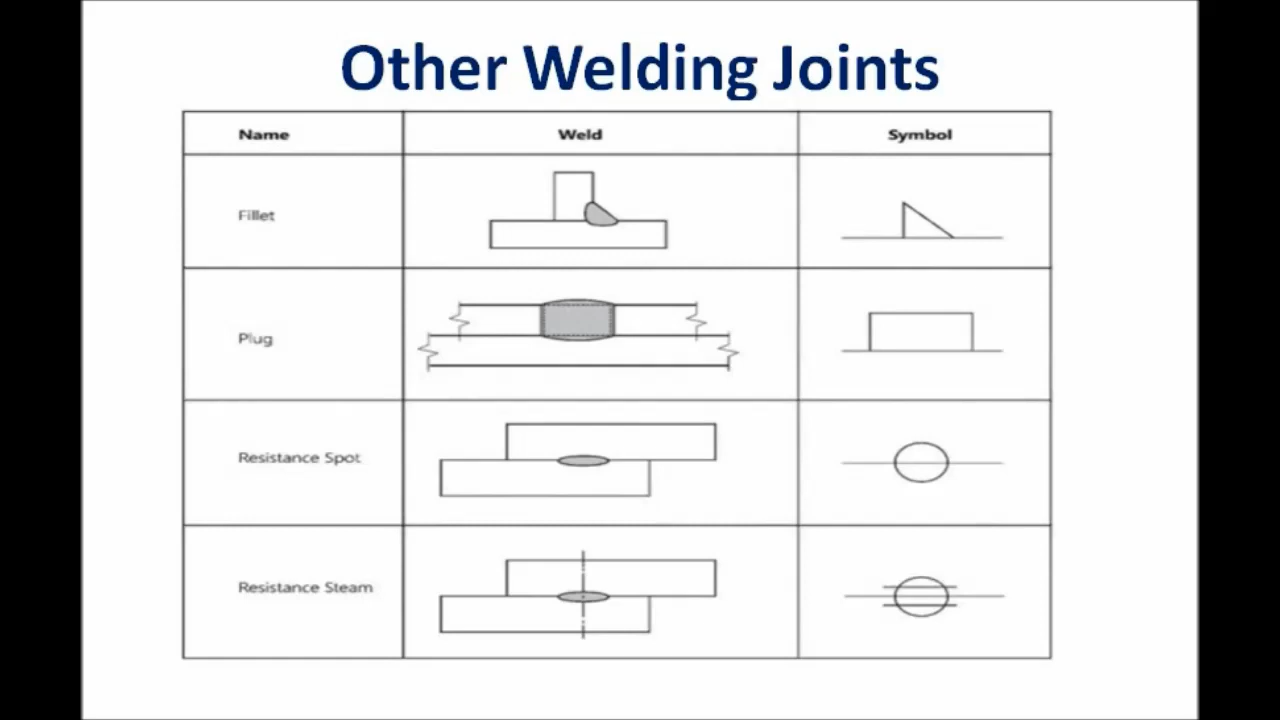 Other Welding Joints
Name Weld Symbol
Fillet
Plug
Resistance Spot
Resistance Steam